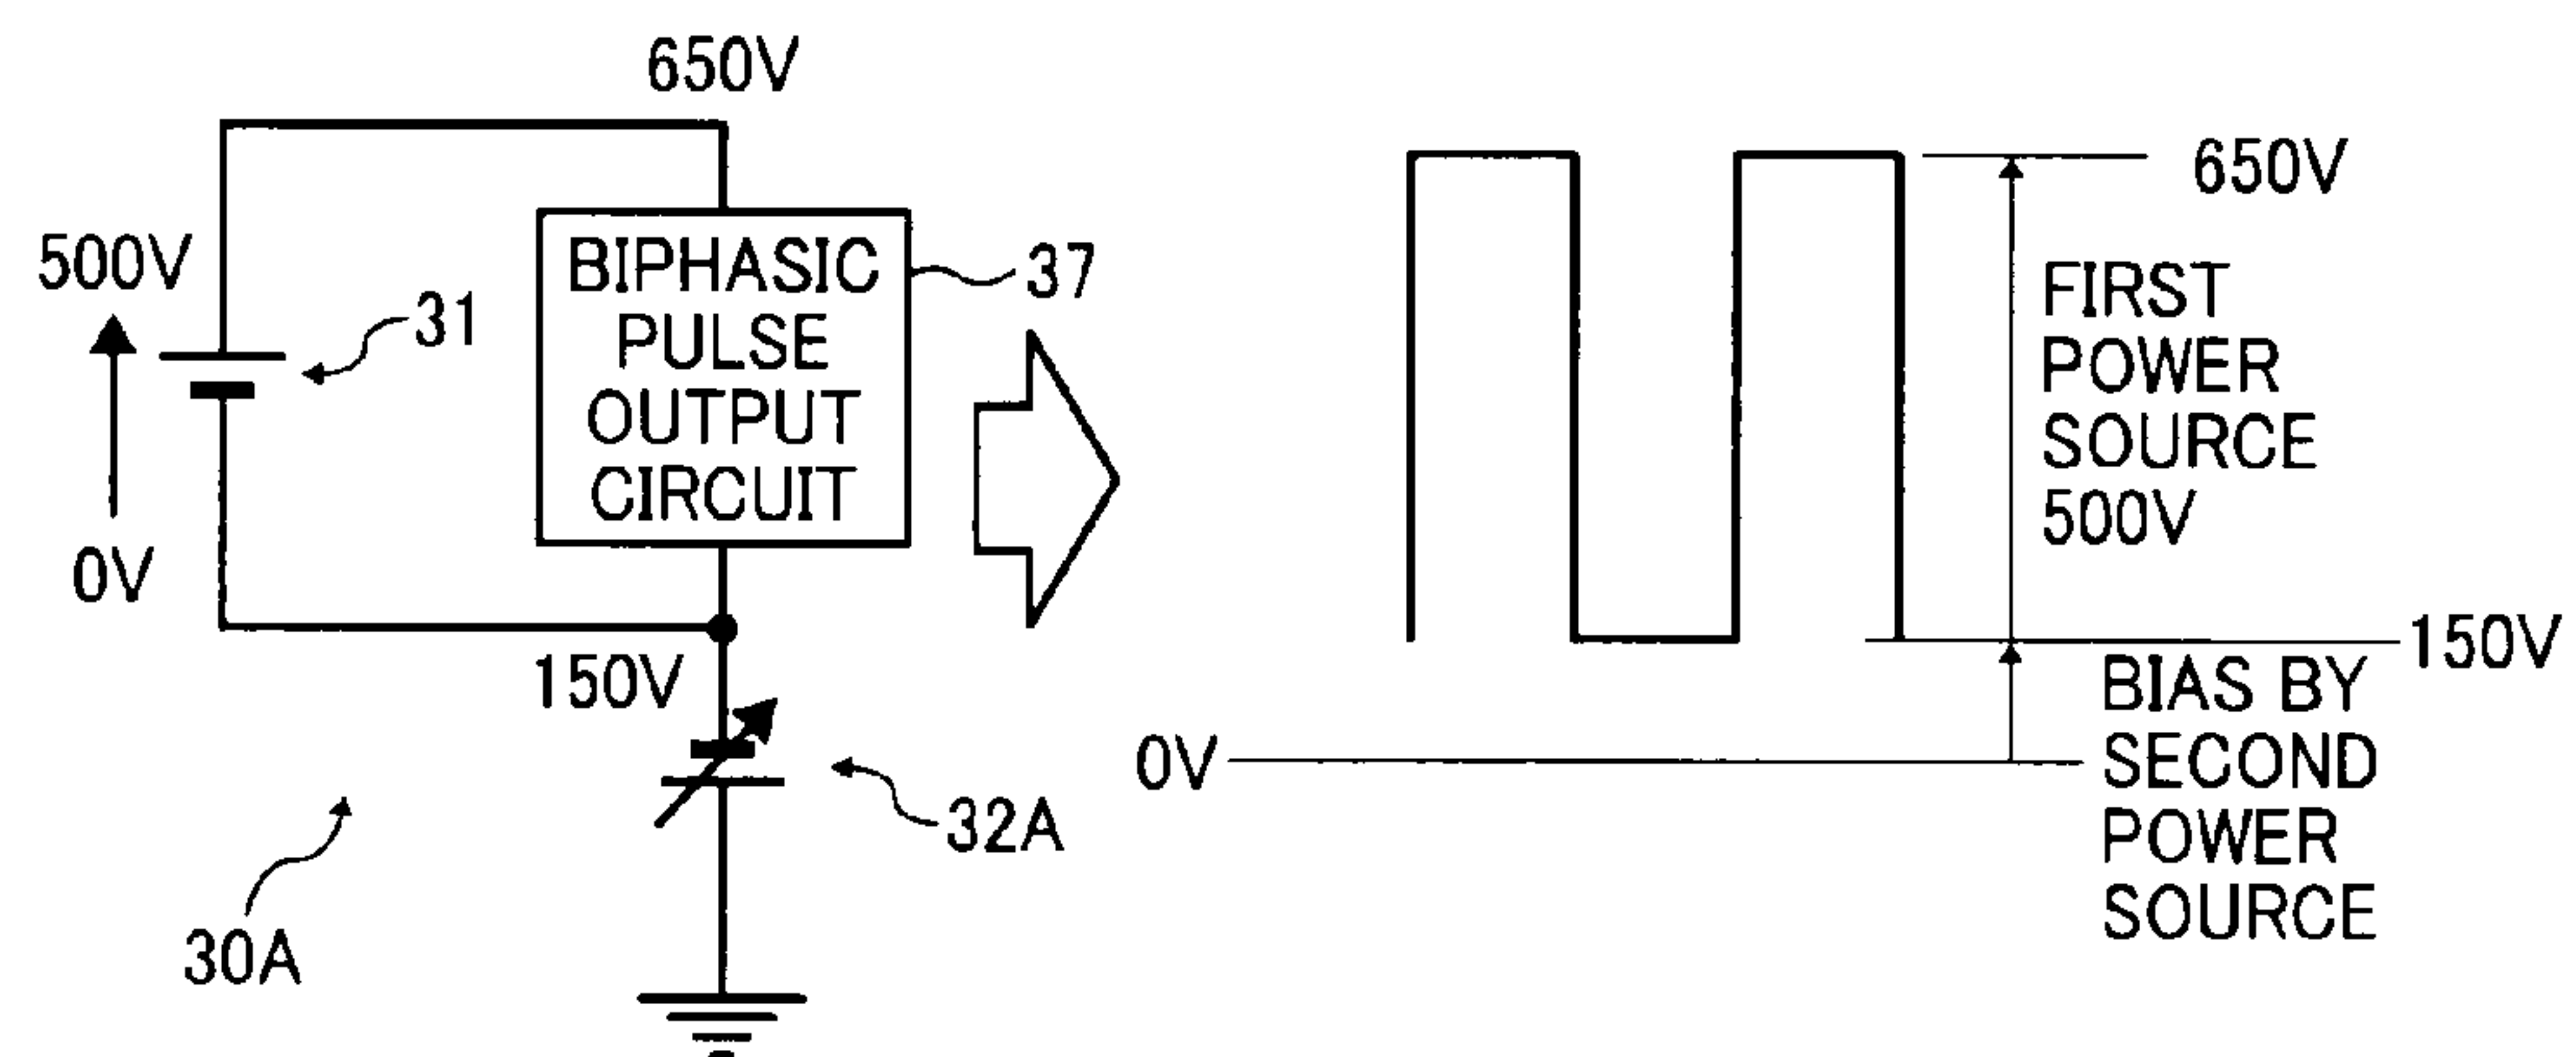 650V
500V
31
0V
BIPHASIC
PULSE
OUTPUT
CIRCUIT
37
150V
32A
30A
650V
FIRST
POWER
SOURCE
500V
150V
0V
BIAS BY
SECOND
POWER
SOURCE